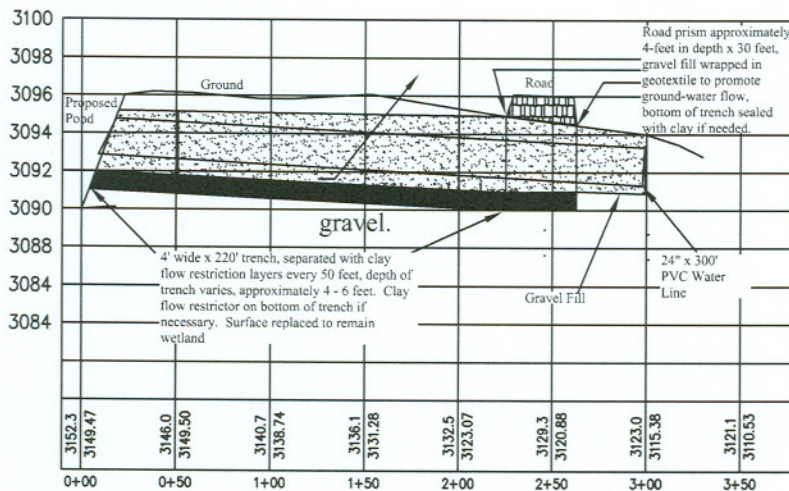 3100
3098
3096
3094
3092
3090
3088
3086
3084
Ground
Proposed
Pond
Road
Road prism approximately
4-feet in depth x 30 feet,
gravel fill wrapped in
geotextile to promote
ground-water flow,
bottom of trench sealed
with clay if needed.
gravel.
4' wide x 220' trench, separated with clay
flow restriction layers every 50 feet, depth of
trench varies, approximately 4 - 6 feet. Clay
flow restrictor on bottom of trench if
necessary. Surface replaced to remain
wetland
Gravel Fill
24" x 300'
PVC Water
Line
3152.3
3149.47
3146.0
3149.50
3140.7
3138.74
3136.1
3131.28
3132.5
3123.07
3129.3
3120.88
3123.0
3115.38
3121.1
3110.53
0+00
0+50
1+00
1+50
2+00
2+50
3+00
3+50